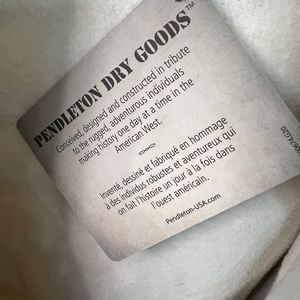 PENDLETON DRY GOODS™
Conceived, designed and constructed in tribute
to the rugged, adventurous individuals
making history one day at a time in the
American West.
Inventé, dessiné et fabriqué en hommage
à des individus robustes et aventureux qui
on fait l'histoire un jour à la fois dans
l'ouest américain.
Pendleton-USA.com